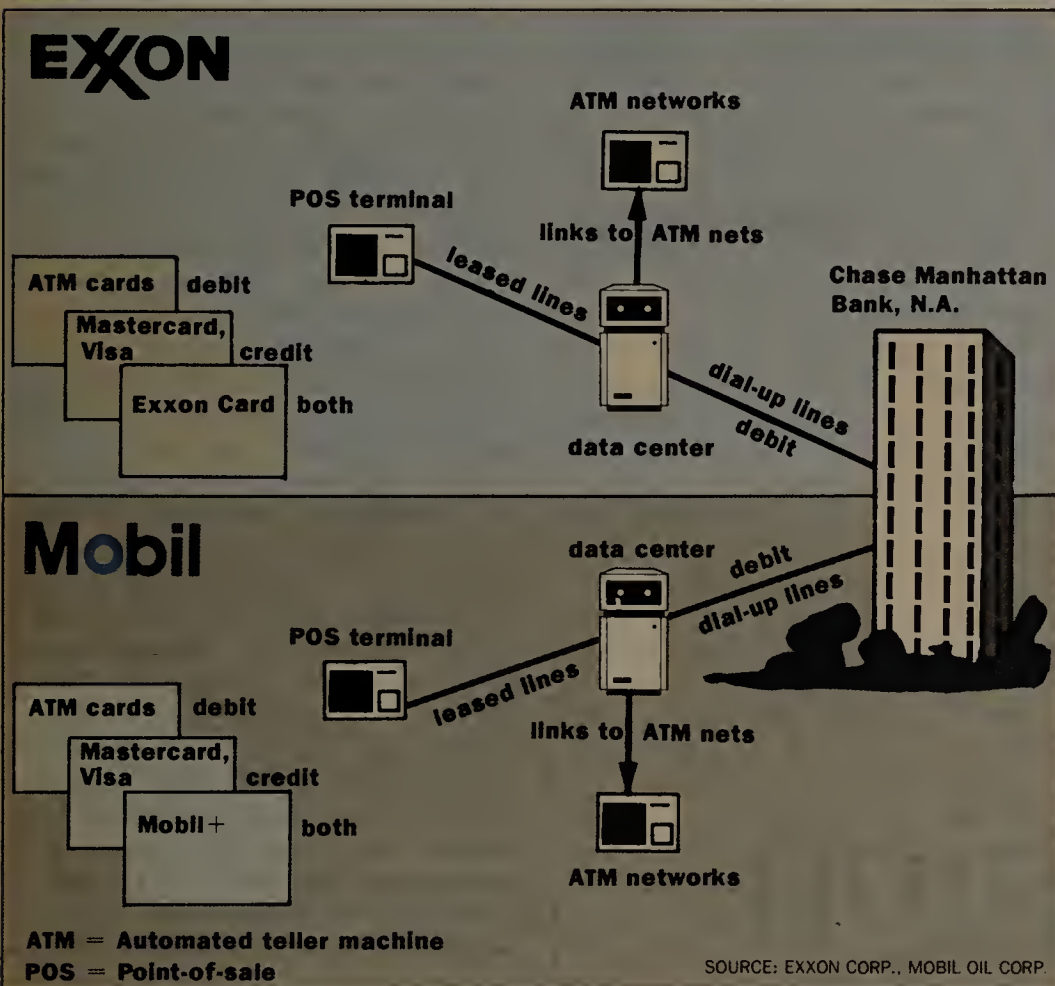 EXXON
ATM networks
POS terminal
links to ATM nets
leased lines
Chase Manhattan
Bank, N.A.
ATM cards debit
Mastercard,
Visa credit
Exxon Card both
dial-up lines
debit
data center
Mobil
data center
debit
dial-up lines
POS terminal
leased lines
ATM cards debit
links to ATM nets
Mastercard,
Visa credit
Mobil+ both
ATM networks
ATM = Automated teller machine
POS = Point-of-sale
SOURCE: EXXON CORP., MOBIL OIL CORP.